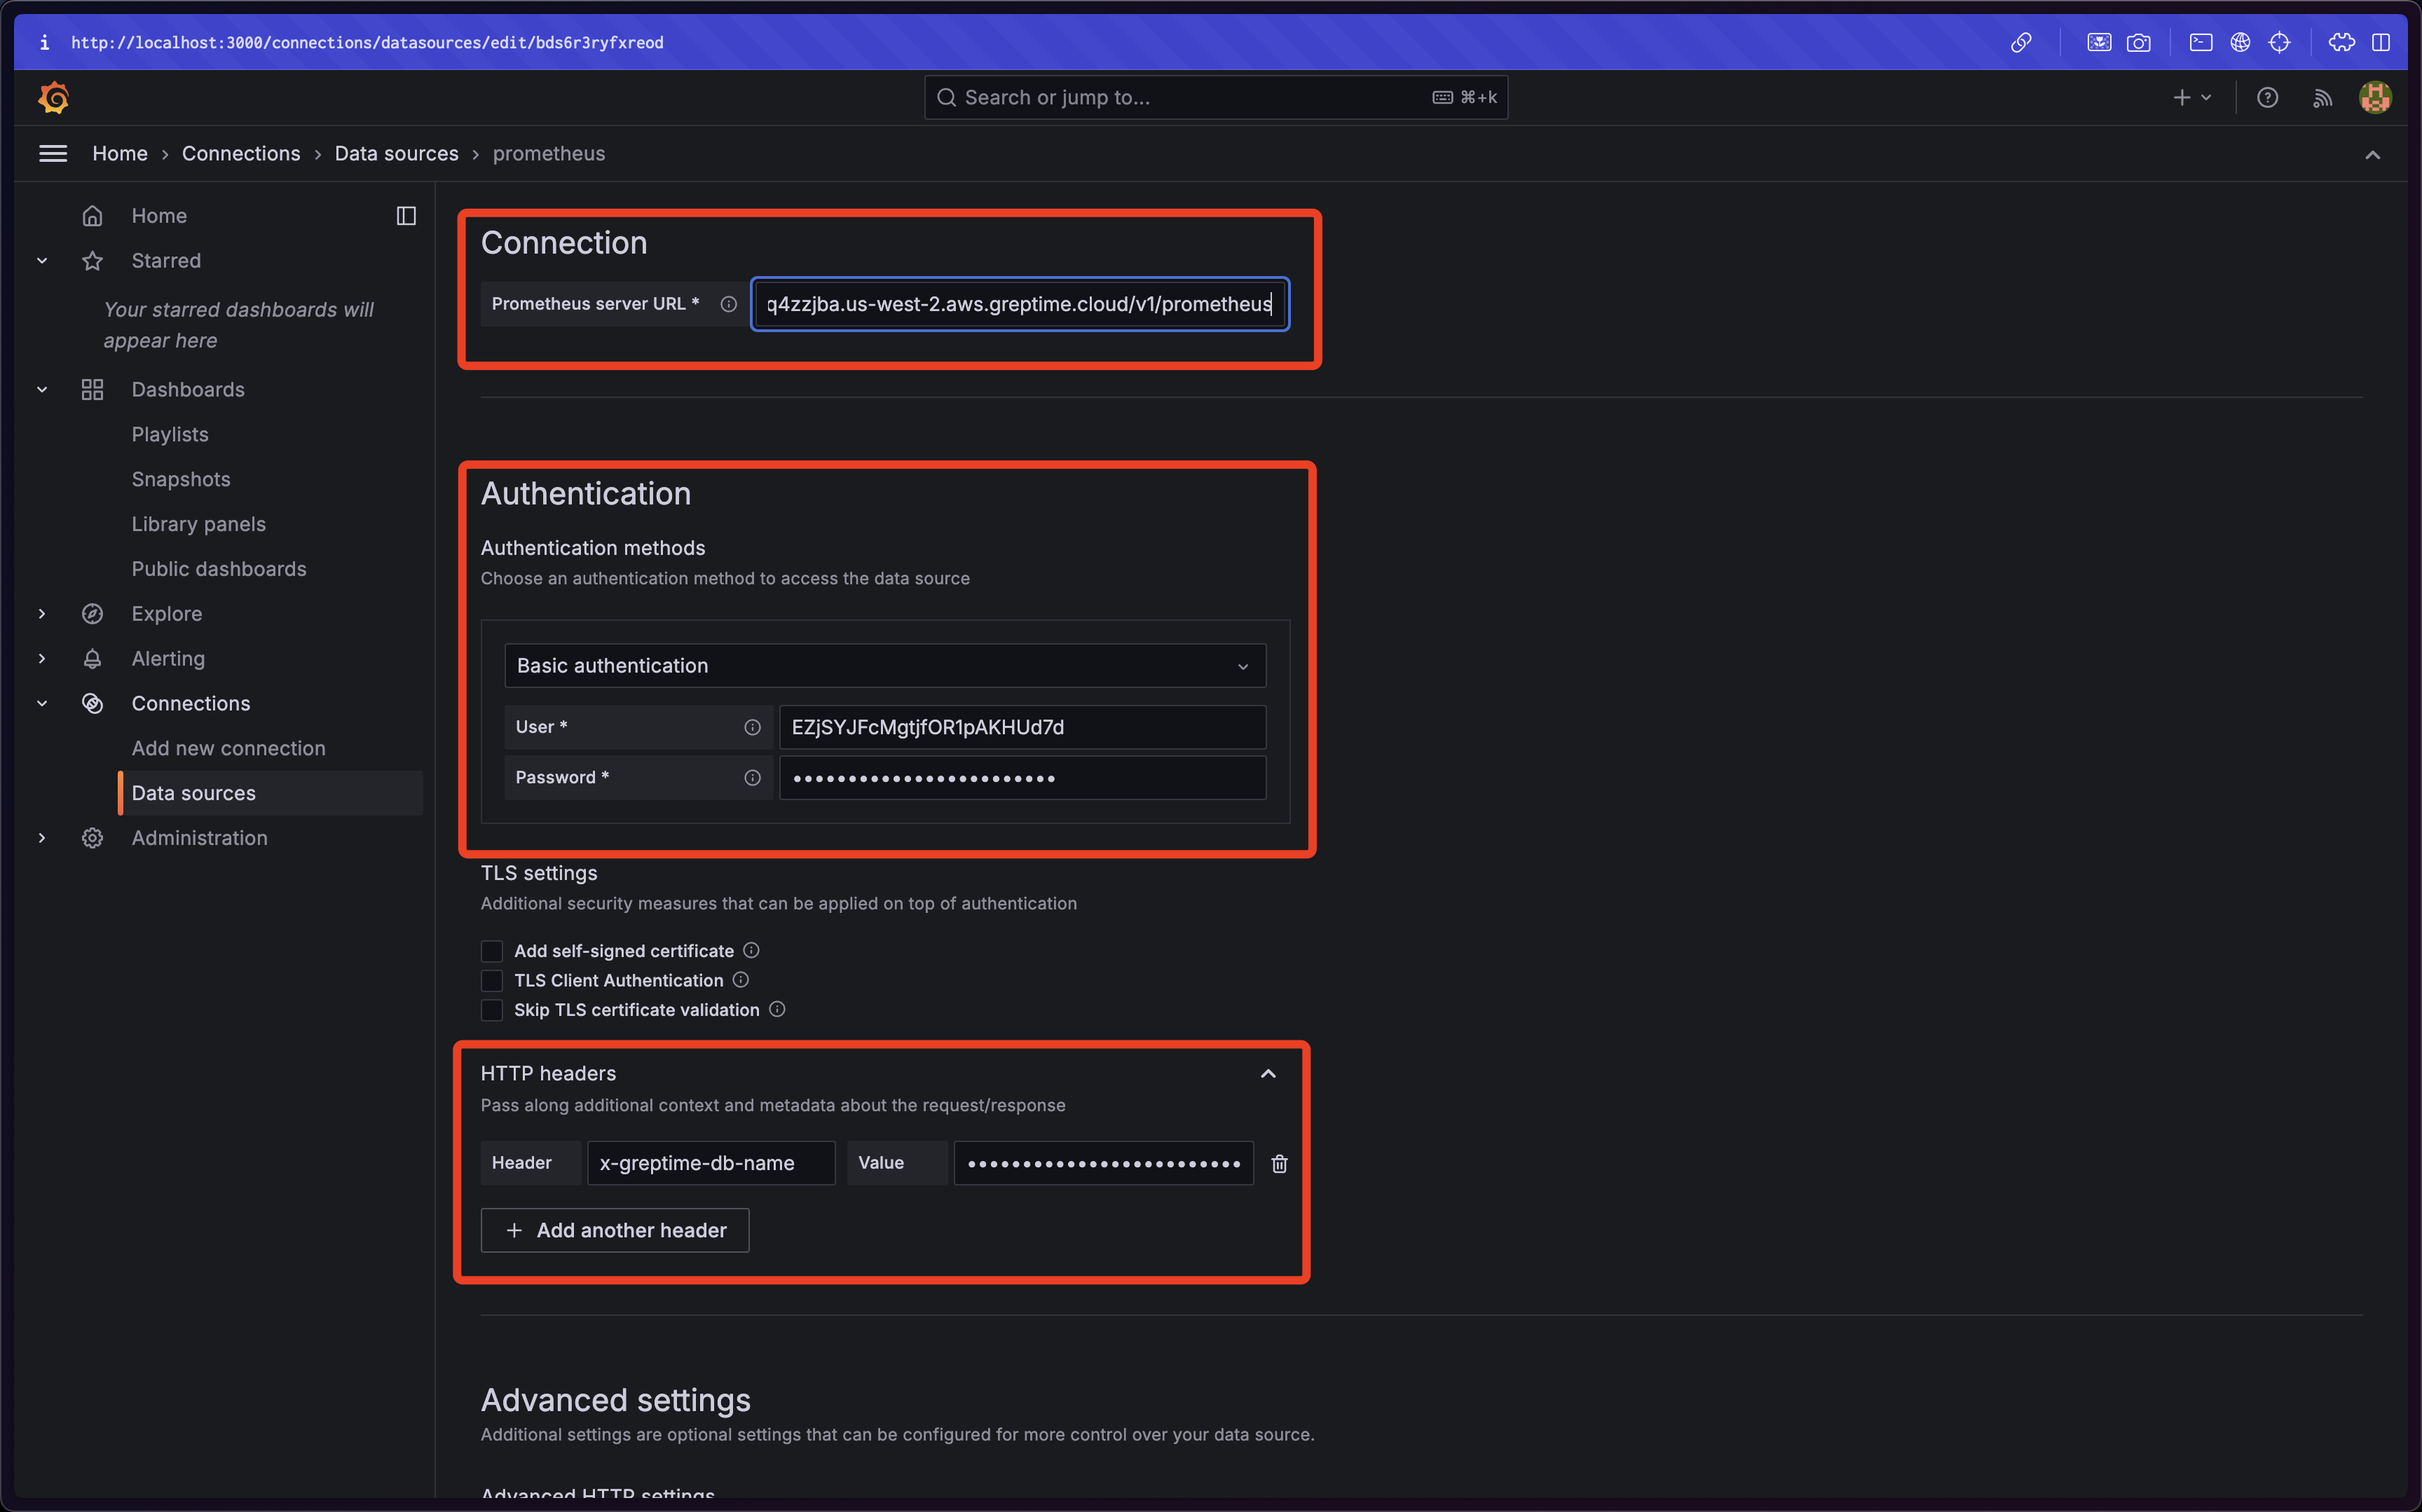 http://localhost:3000/connections/datasources/edit/bds6r3ryfxreod
Search or jump to... ⌘+k
Home › Connections › Data sources › prometheus
Home
Starred
Your starred dashboards will
appear here
Dashboards
Playlists
Snapshots
Library panels
Public dashboards
Explore
Alerting
Connections
Add new connection
Data sources
Administration
Connection
Prometheus server URL * q4zzjba.us-west-2.aws.greptime.cloud/v1/prometheus
Authentication
Authentication methods
Choose an authentication method to access the data source
Basic authentication
User * EZjSYJFcMgtjfOR1pAKHUd7d
Password * ••••••••••••••••••••••••
TLS settings
Additional security measures that can be applied on top of authentication
Add self-signed certificate
TLS Client Authentication
Skip TLS certificate validation
HTTP headers
Pass along additional context and metadata about the request/response
Header x-greptime-db-name Value •••••••••••••••••••••••••
+ Add another header
Advanced settings
Additional settings are optional settings that can be configured for more control over your data source.
Advanced HTTP settings